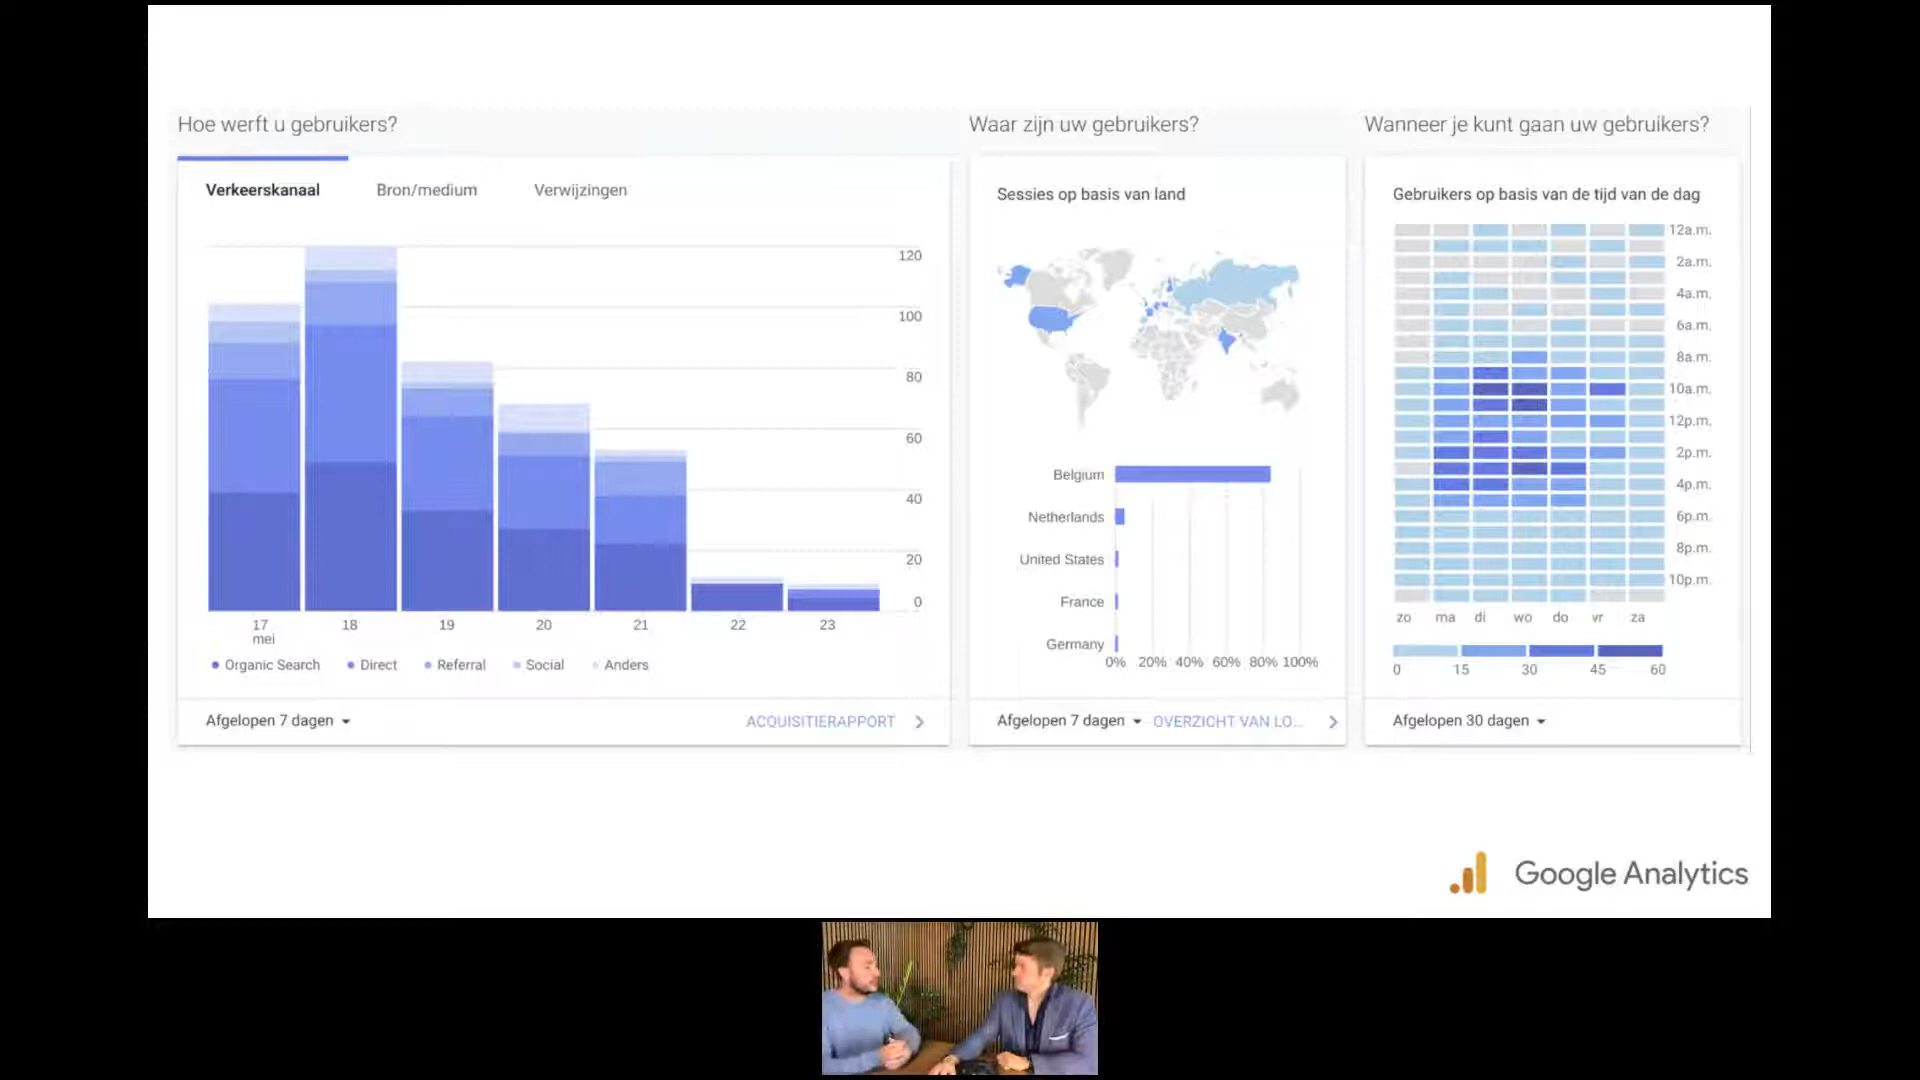 Hoe werft u gebruikers?
Verkeerskanaal Bron/medium Verwijzingen
120
100
80
60
40
20
0
17 18 19 20 21 22 23
mei
Organic Search Direct Referral Social Anders
Afgelopen 7 dagen ACQUISITIERAPPORT
Waar zijn uw gebruikers?
Sessies op basis van land
Belgium
Netherlands
United States
France
Germany
0% 20% 40% 60% 80% 100%
Afgelopen 7 dagen OVERZICHT VAN LO...
Wanneer je kunt gaan uw gebruikers?
Gebruikers op basis van de tijd van de dag
12a.m.
2a.m.
4a.m.
6a.m.
8a.m.
10a.m.
12p.m.
2p.m.
4p.m.
6p.m.
8p.m.
10p.m.
zo ma di wo do vr za
0 15 30 45 60
Afgelopen 30 dagen
Google Analytics